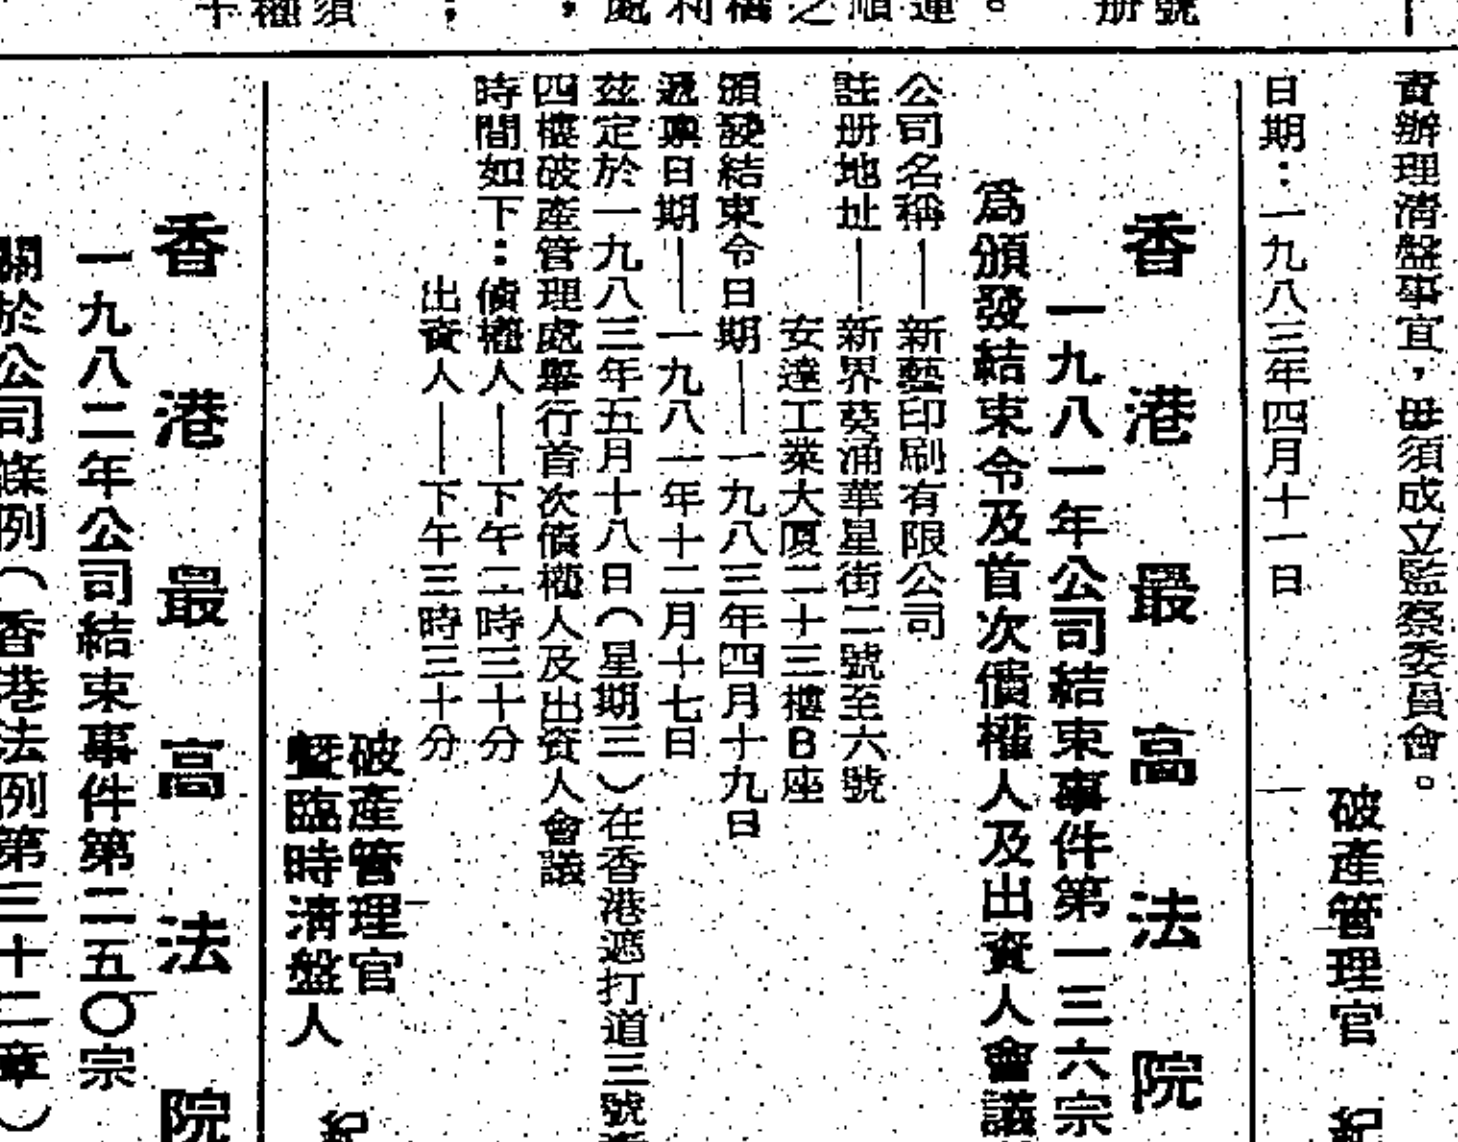 責辦理清盤事宜，毋須成立監察委員會。
破產管理官 紀
日期：一九八三年四月十一日
香港最高法院
一九八一年公司結束事件第一三六宗
為頒發結束令及首次債權人及出資人會議
公司名稱——新藝印刷有限公司
註册地址——新界葵涌華星街二號至六號
安達工業大廈二十三樓B座
頒發結束令日期——一九八三年四月十九日
遞稟日期——一九八一年十二月十七日
茲定於一九八三年五月十八日（星期三）在香港遮打道三號
四樓破產管理處舉行首次債權人及出資人會議
時間如下：債權人——下午二時三十分
出資人——下午三時三十分
破產管理官
暨臨時清盤人 紀
香港最高法院
一九八二年公司結束事件第二五〇宗
關於公司條例（香港法例第三十二章）